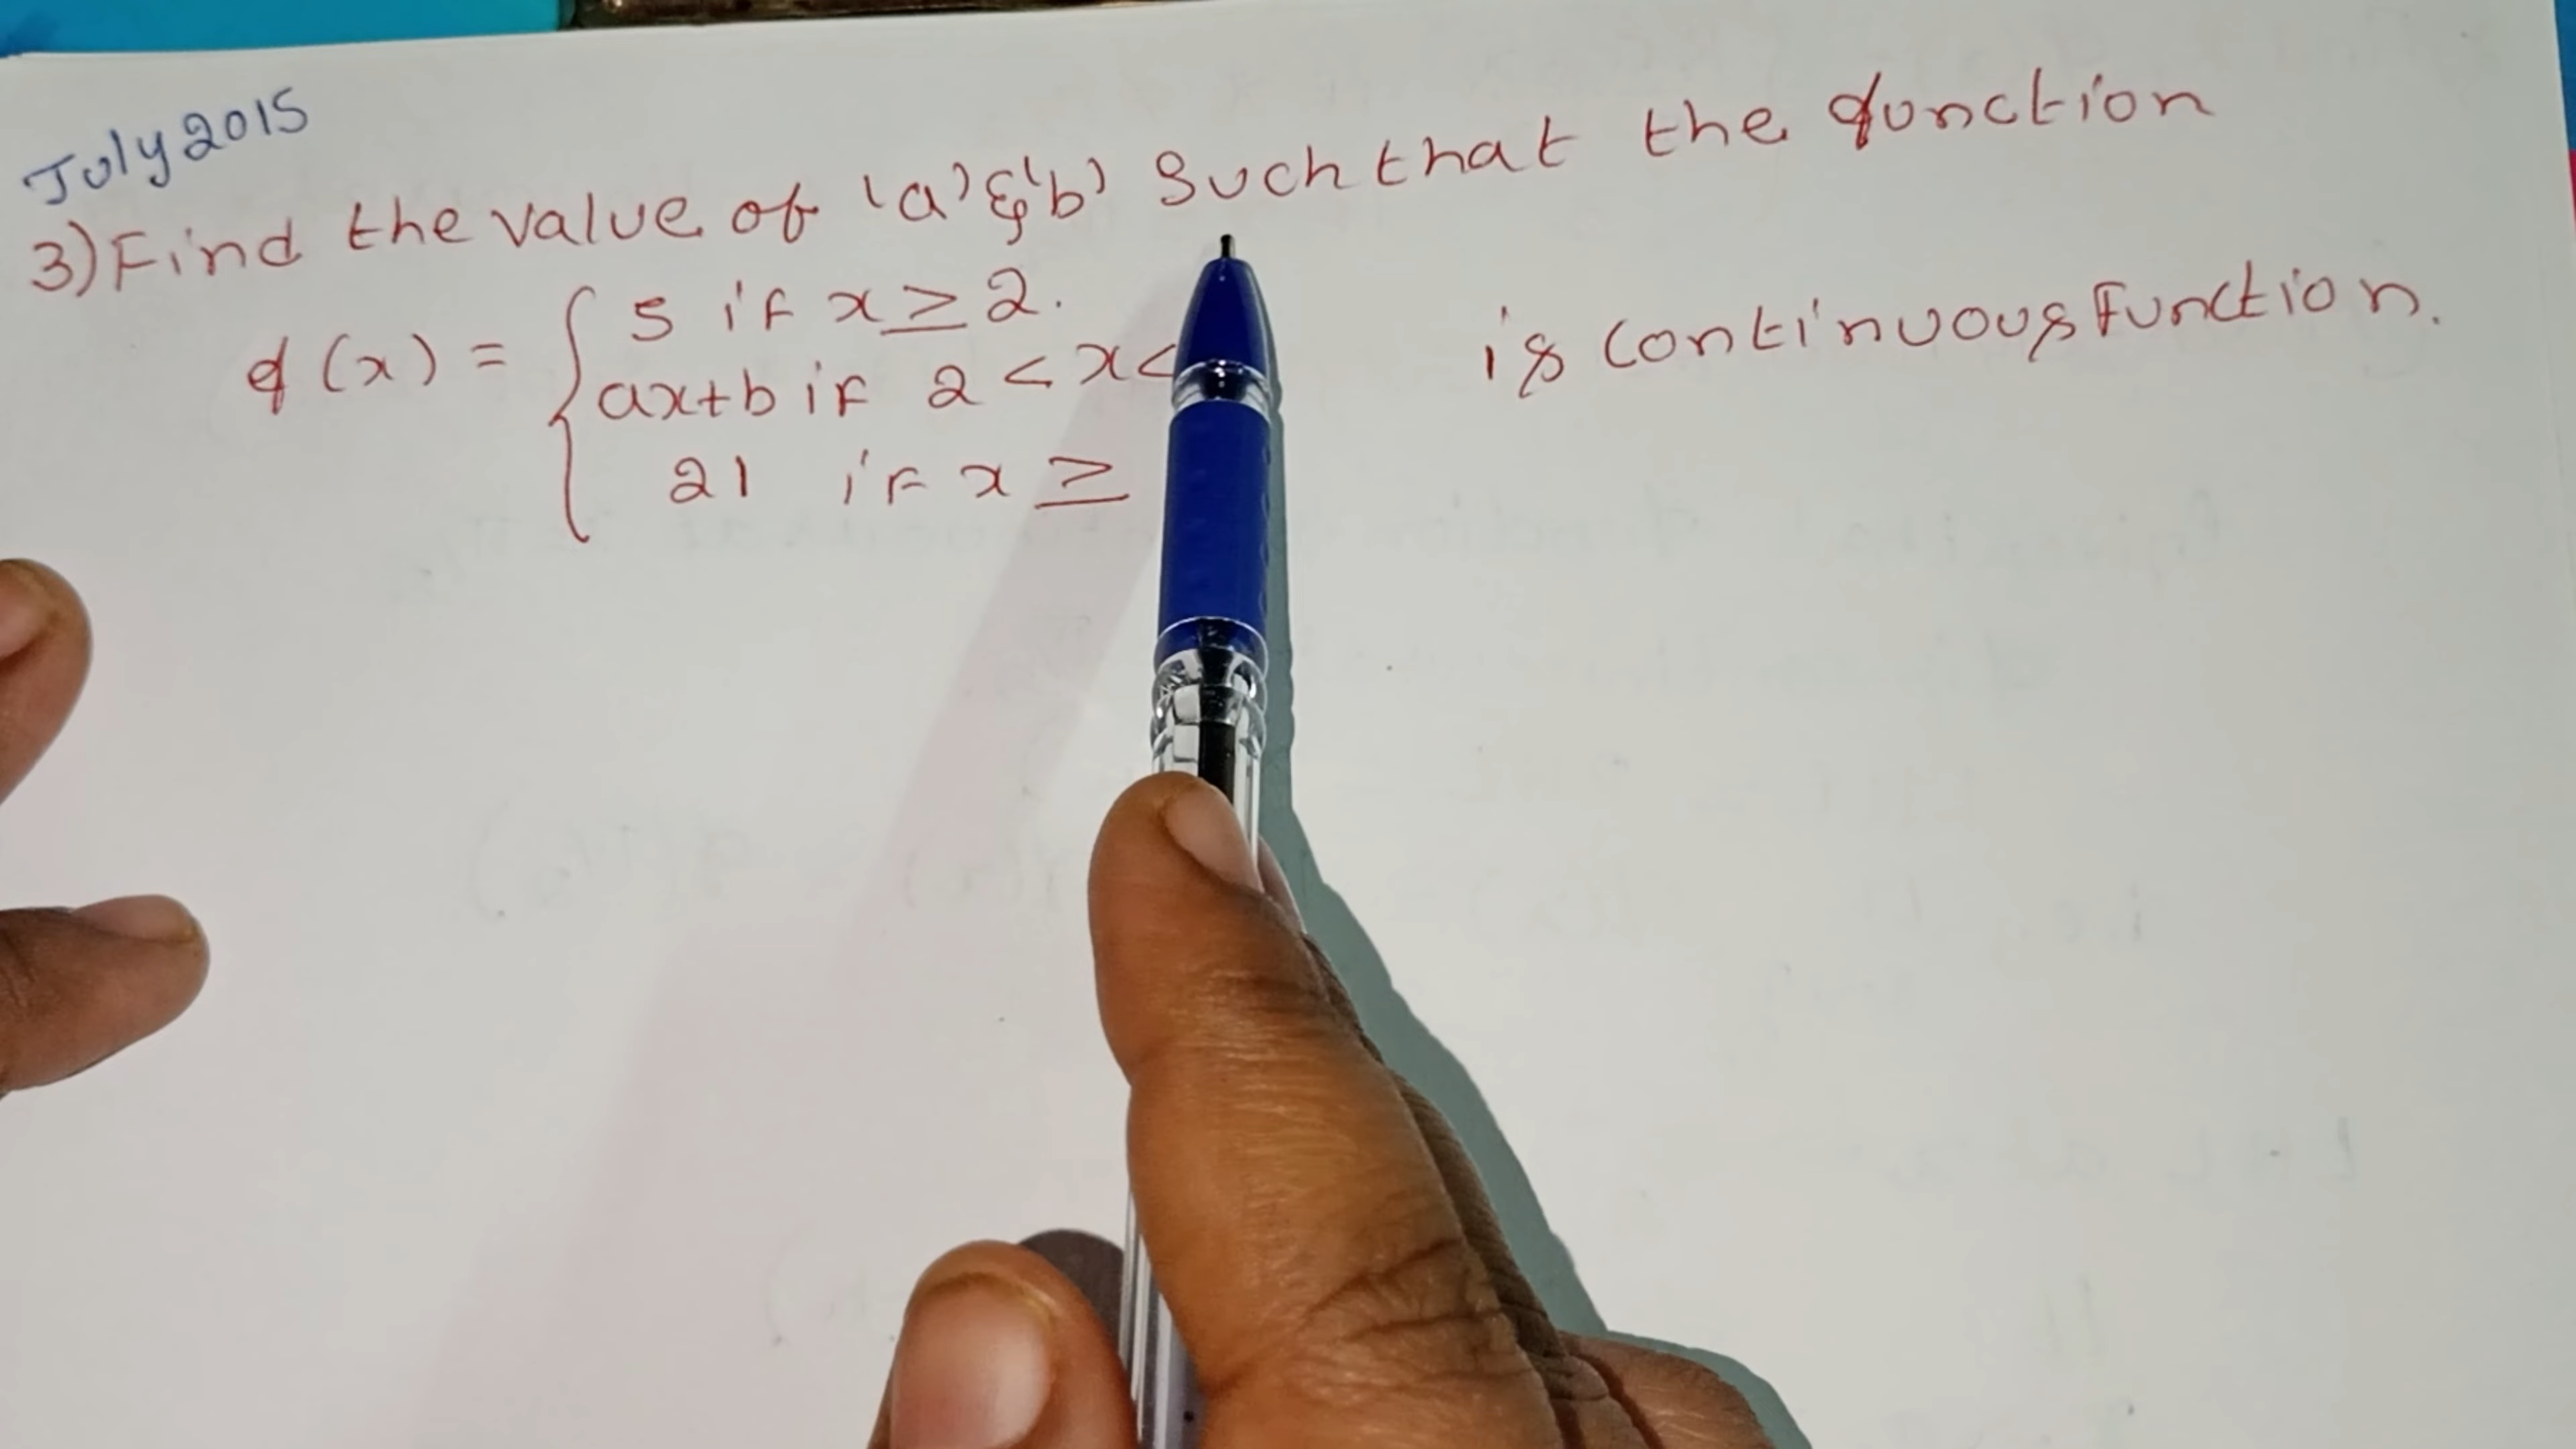 July 2015
3) Find the value of 'a' & 'b' Such that the function
f(x) = { 5 if x ≥ 2.
ax+b if 2 < x < is continuous Function.
21 if x ≥